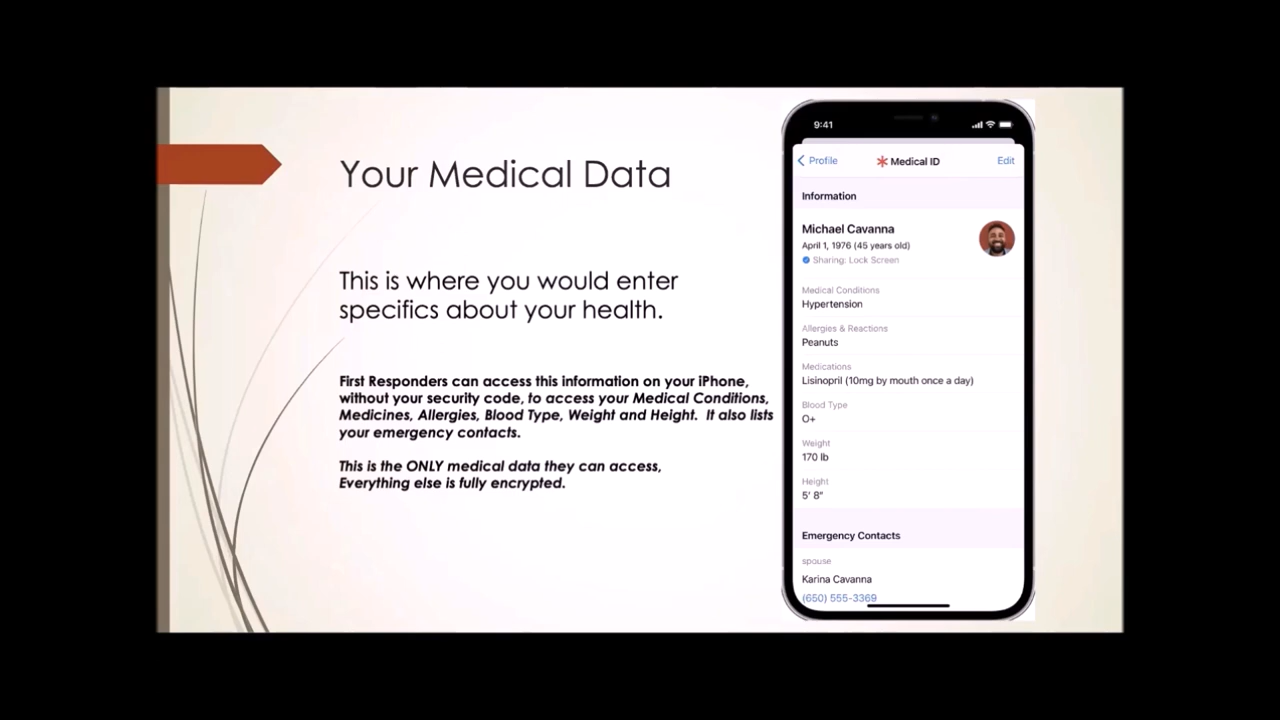 Your Medical Data
This is where you would enter
specifics about your health.
First Responders can access this information on your iPhone,
without your security code, to access your Medical Conditions,
Medicines, Allergies, Blood Type, Weight and Height.  It also lists
your emergency contacts.
This is the ONLY medical data they can access,
Everything else is fully encrypted.
9:41
Profile
Medical ID
Edit
Information
Michael Cavanna
April 1, 1976 (45 years old)
Sharing: Lock Screen
Medical Conditions
Hypertension
Allergies & Reactions
Peanuts
Medications
Lisinopril (10mg by mouth once a day)
Blood Type
O+
Weight
170 lb
Height
5' 8"
Emergency Contacts
spouse
Karina Cavanna
(650) 555-3369